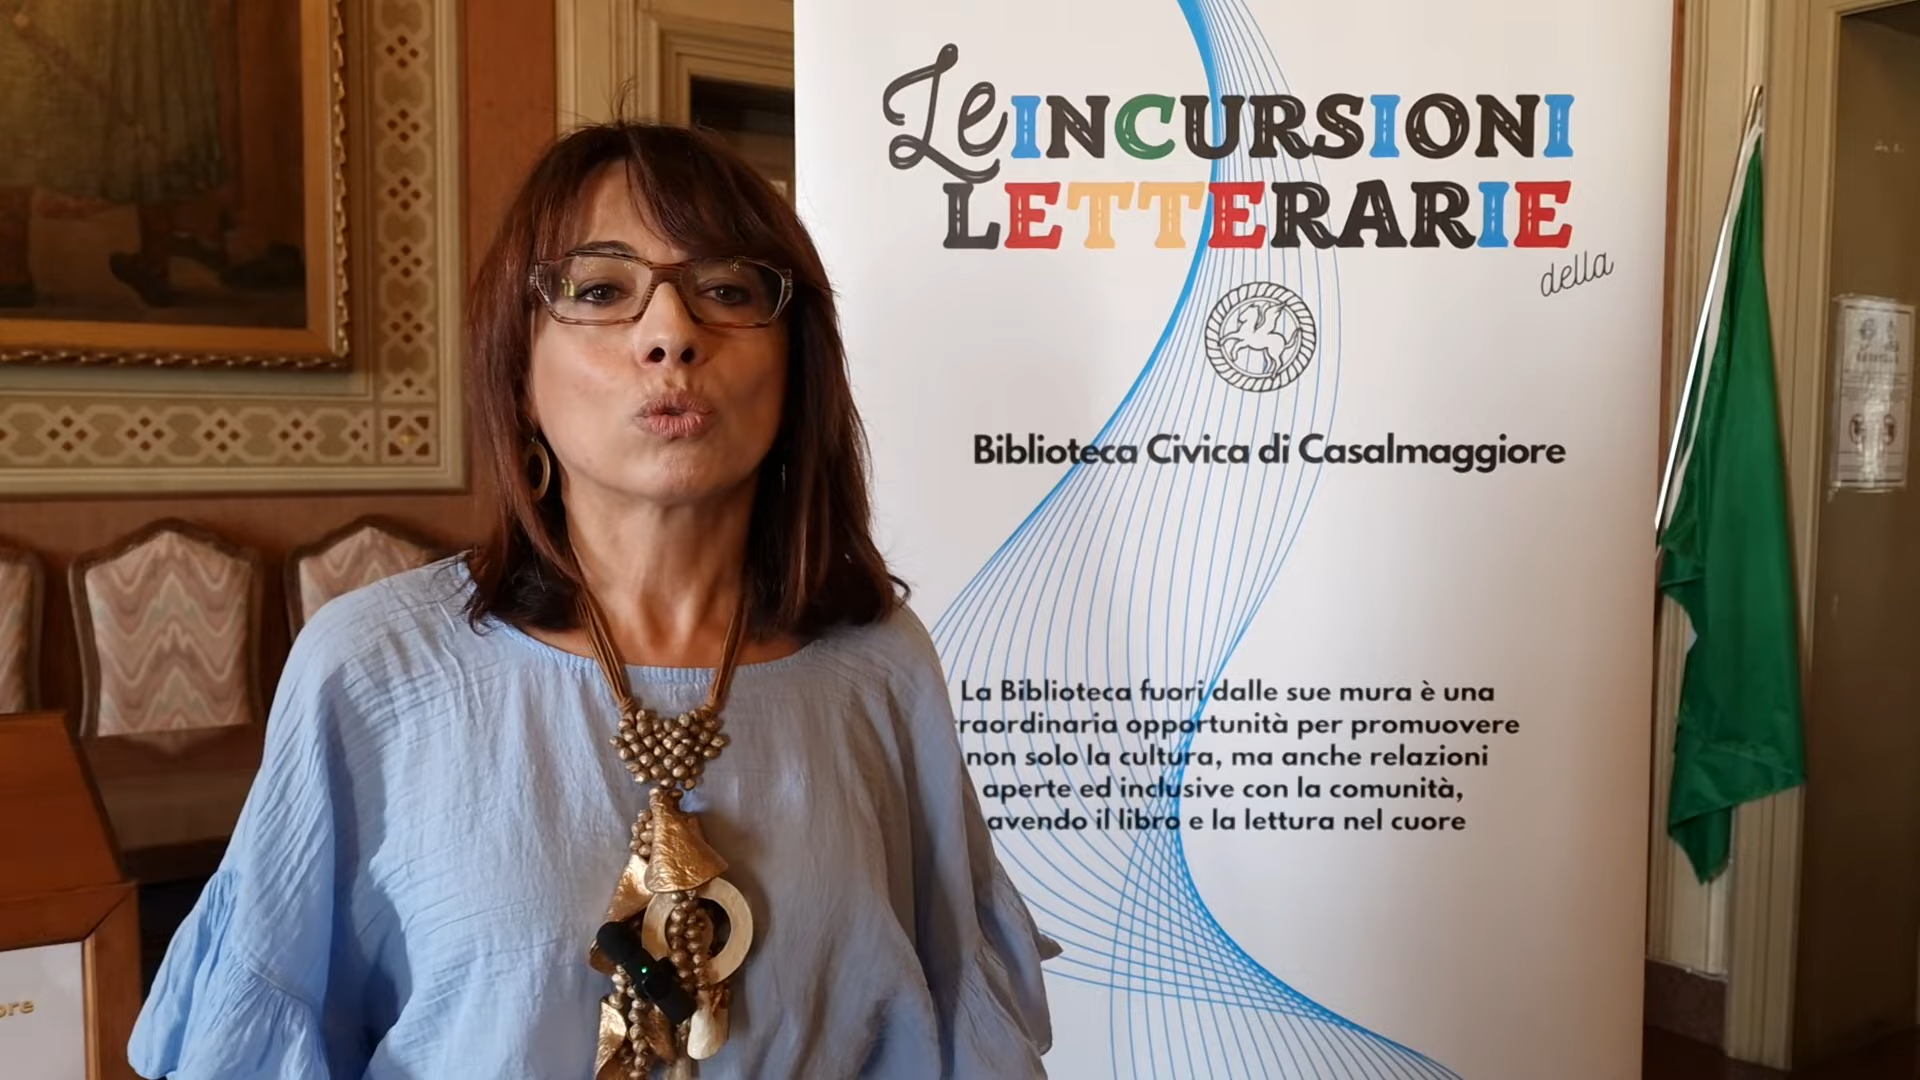 Le INCURSIONI
LETTERARIE
della
Biblioteca Civica di Casalmaggiore
La Biblioteca fuori dalle sue mura è una
raordinaria opportunità per promuovere
non solo la cultura, ma anche relazioni
aperte ed inclusive con la comunità,
avendo il libro e la lettura nel cuore
ore